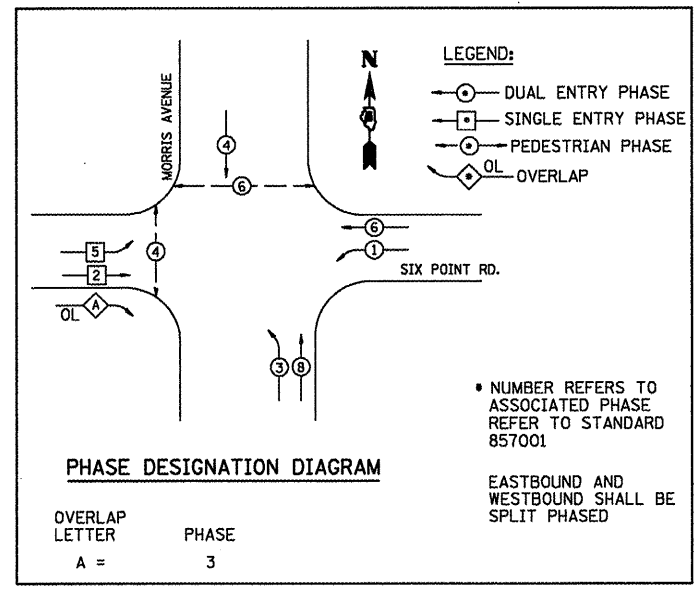 LEGEND:
N
DUAL ENTRY PHASE
SINGLE ENTRY PHASE
PEDESTRIAN PHASE
OL
OVERLAP
MORRIS AVENUE
4
6
6
1
5
4
2
SIX POINT RD.
A
OL
3 8
* NUMBER REFERS TO
ASSOCIATED PHASE
REFER TO STANDARD
857001
PHASE DESIGNATION DIAGRAM
EASTBOUND AND
WESTBOUND SHALL BE
SPLIT PHASED
OVERLAP
LETTER PHASE
A = 3